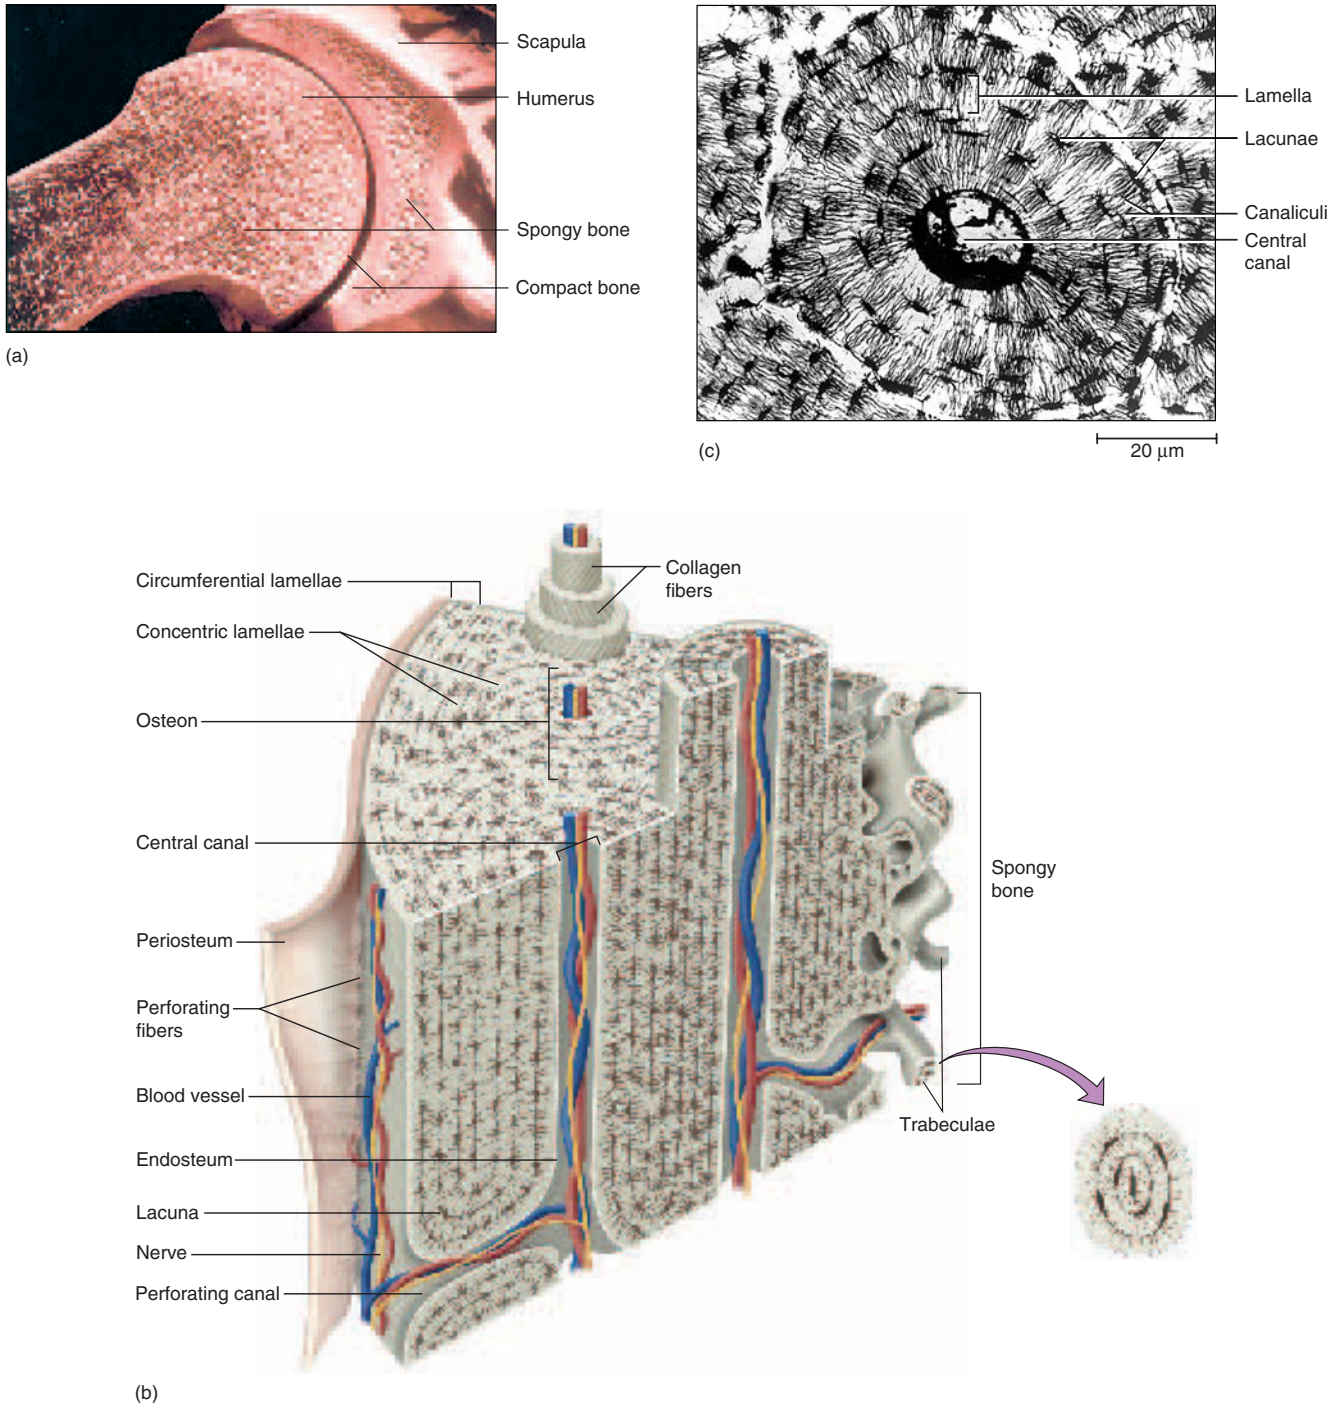 Scapula
Humerus
Spongy bone
Compact bone
(a)
Lamella
Lacunae
Canaliculi
Central
canal
(c)
20 μm
Circumferential lamellae
Concentric lamellae
Osteon
Central canal
Periosteum
Perforating
fibers
Blood vessel
Endosteum
Lacuna
Nerve
Perforating canal
Collagen
fibers
Spongy
bone
Trabeculae
(b)